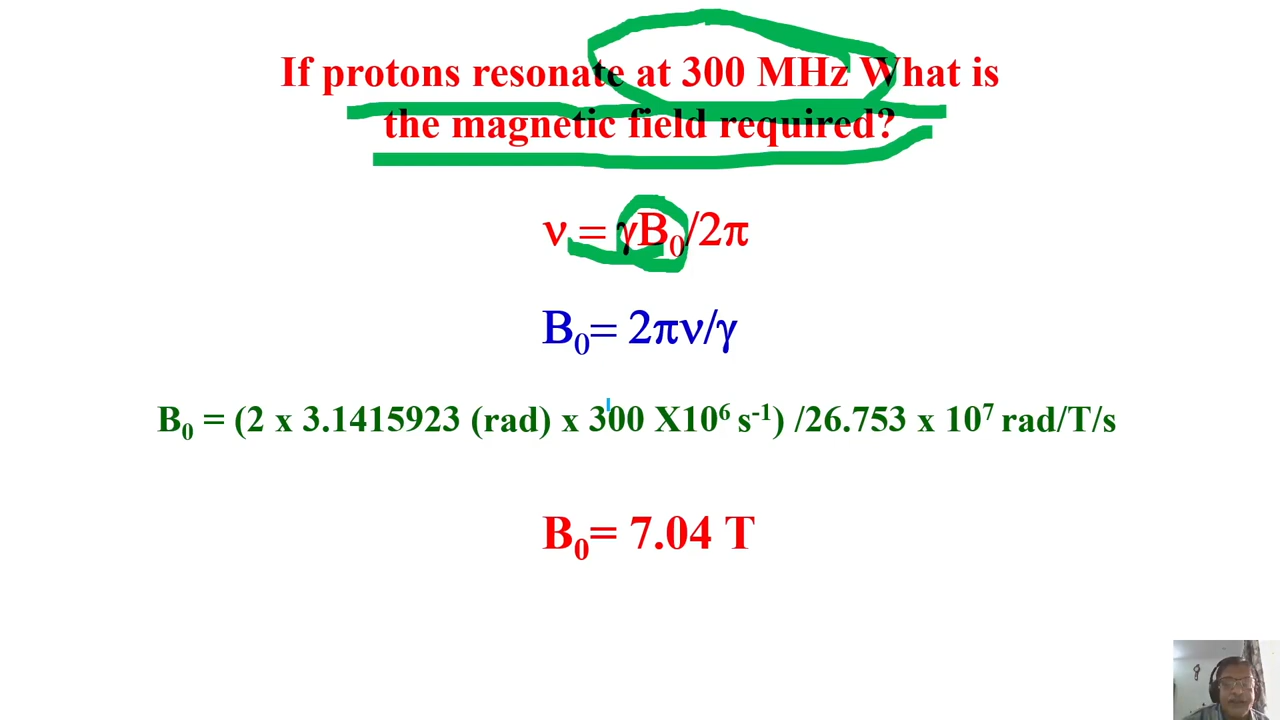 If protons resonate at 300 MHz What is
the magnetic field required?
ν = γB₀/2π
B₀= 2πν/γ
B₀ = (2 x 3.1415923 (rad) x 300 X10⁶ s⁻¹) /26.753 x 10⁷ rad/T/s
B₀= 7.04 T